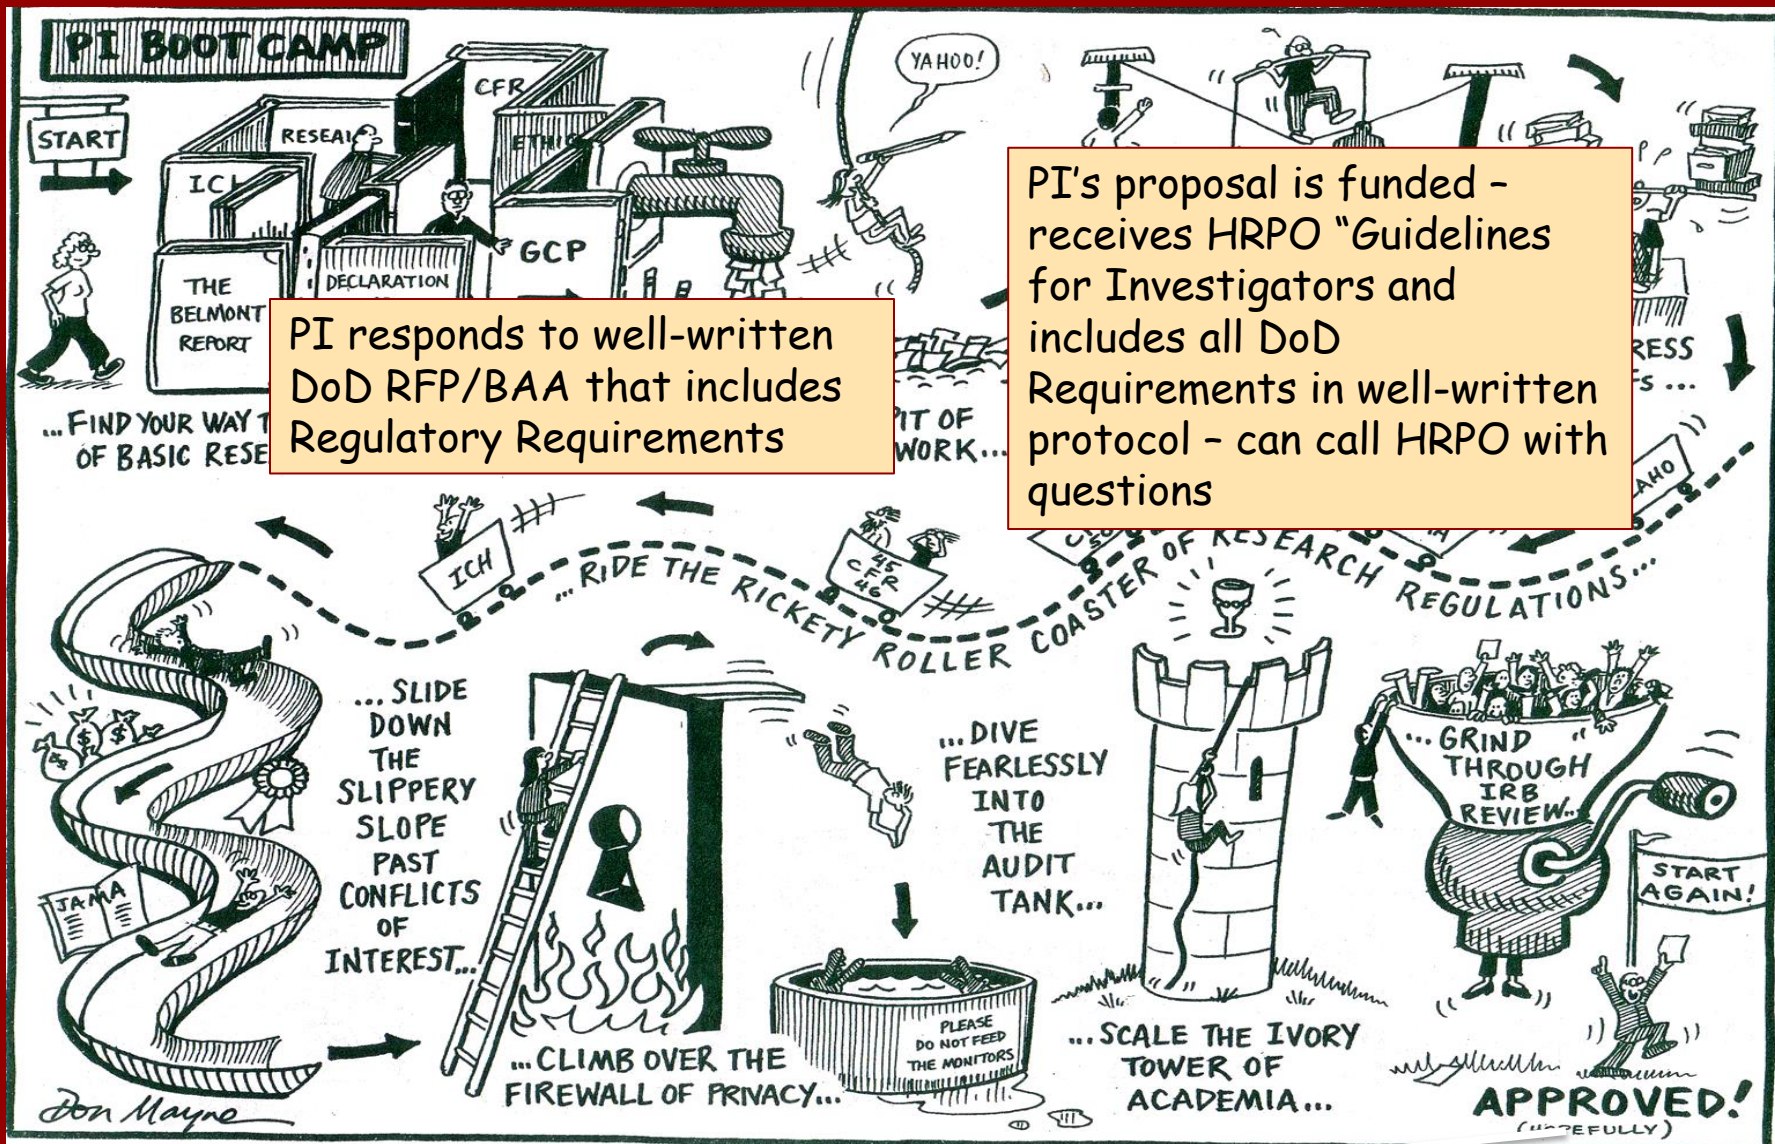 PI BOOT CAMP
START
CFR
RESEA
ETHIC
IC
THE
BELMONT
REPORT
DECLARATION
GCP
YAHOO!
PI responds to well-written
DoD RFP/BAA that includes
Regulatory Requirements
PI's proposal is funded –
receives HRPO “Guidelines
for Investigators and
includes all DoD
Requirements in well-written
protocol – can call HRPO with
questions
...FIND YOUR WAY T
OF BASIC RESE
PIT OF
WORK...
RESS
FS ...
ICH
45
CFR
46
AHO
...RIDE THE RICKETY ROLLER COASTER OF RESEARCH REGULATIONS...
$ $
JAMA
...SLIDE
DOWN
THE
SLIPPERY
SLOPE
PAST
CONFLICTS
OF
INTEREST...
...CLIMB OVER THE
FIREWALL OF PRIVACY...
...DIVE
FEARLESSLY
INTO
THE
AUDIT
TANK...
PLEASE
DO NOT FEED
THE MONITORS
...SCALE THE IVORY
TOWER OF
ACADEMIA...
...GRIND
THROUGH
IRB
REVIEW...
START
AGAIN!
APPROVED!
(HOPEFULLY)
Don Mayne